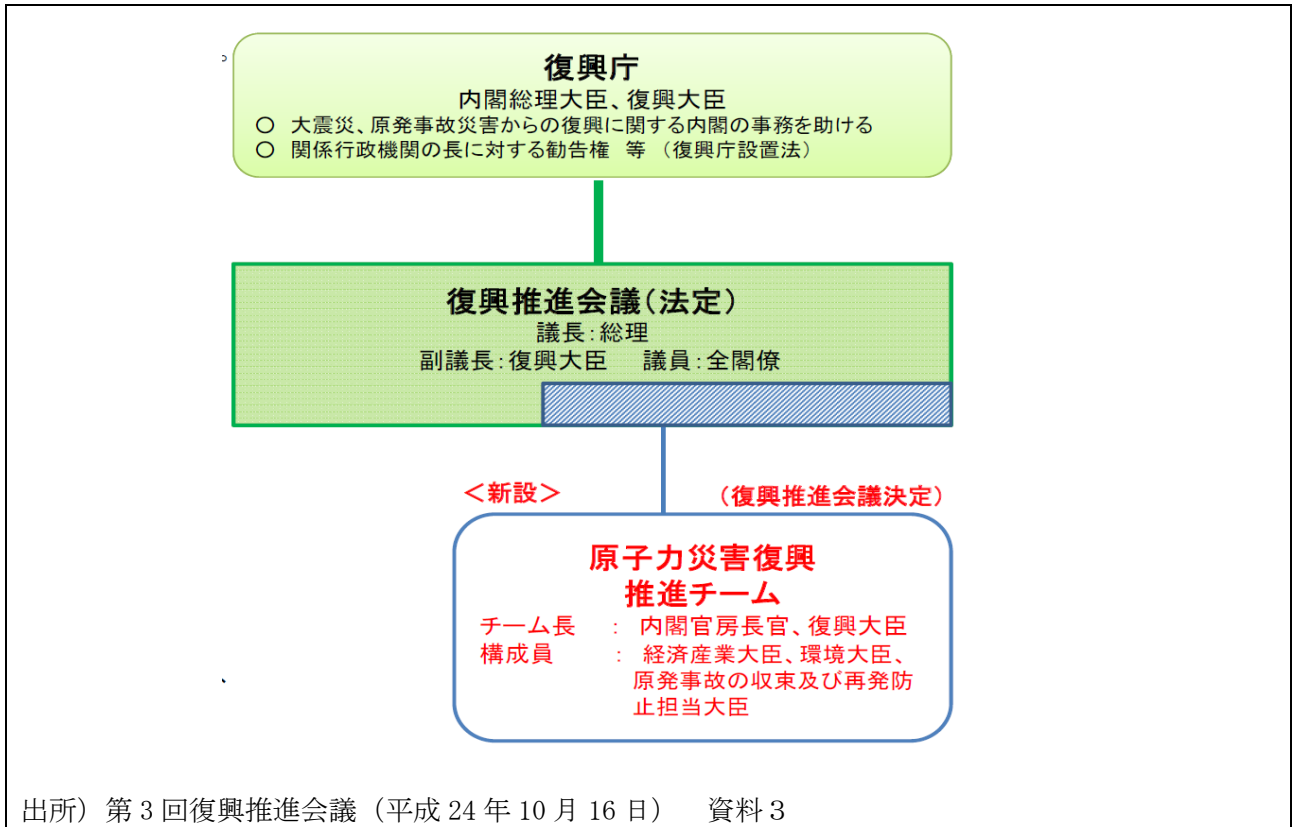 復興庁
内閣総理大臣、復興大臣
○ 大震災、原発事故災害からの復興に関する内閣の事務を助ける
○ 関係行政機関の長に対する勧告権 等 (復興庁設置法)
復興推進会議(法定)
議長:総理
副議長:復興大臣 議員:全閣僚
<新設> (復興推進会議決定)
原子力災害復興
推進チーム
チーム長 : 内閣官房長官、復興大臣
構成員 : 経済産業大臣、環境大臣、
原発事故の収束及び再発防
止担当大臣
出所)第3回復興推進会議(平成24年10月16日) 資料3